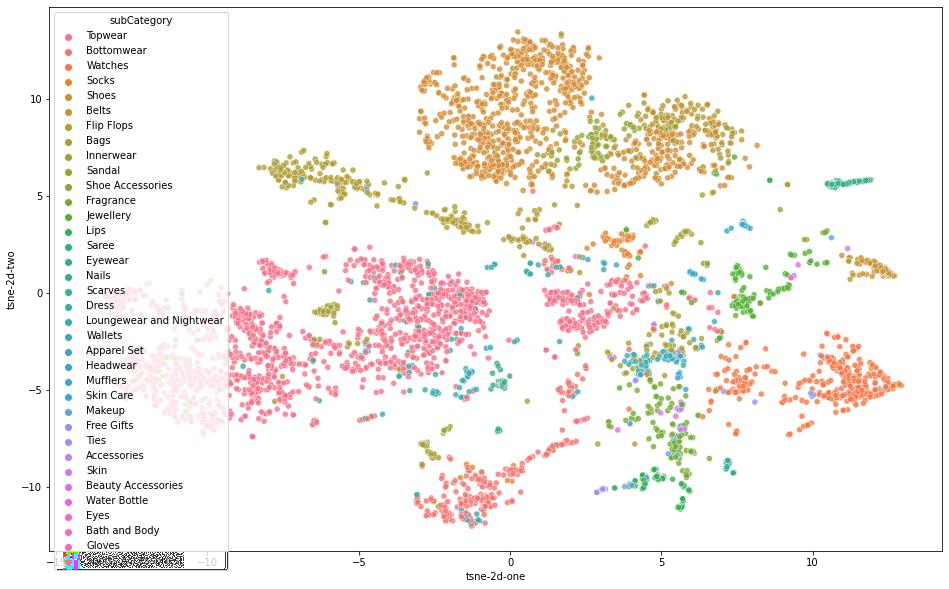 subCategory
Topwear
Bottomwear
Watches
Socks
Shoes
Belts
Flip Flops
Bags
Innerwear
Sandal
Shoe Accessories
Fragrance
Jewellery
Lips
Saree
Eyewear
Nails
Scarves
Dress
Loungewear and Nightwear
Wallets
Apparel Set
Headwear
Mufflers
Skin Care
Makeup
Free Gifts
Ties
Accessories
Skin
Beauty Accessories
Water Bottle
Eyes
Bath and Body
Gloves
10
5
0
−5
−10
tsne-2d-two
−10 −5 0 5 10
tsne-2d-one